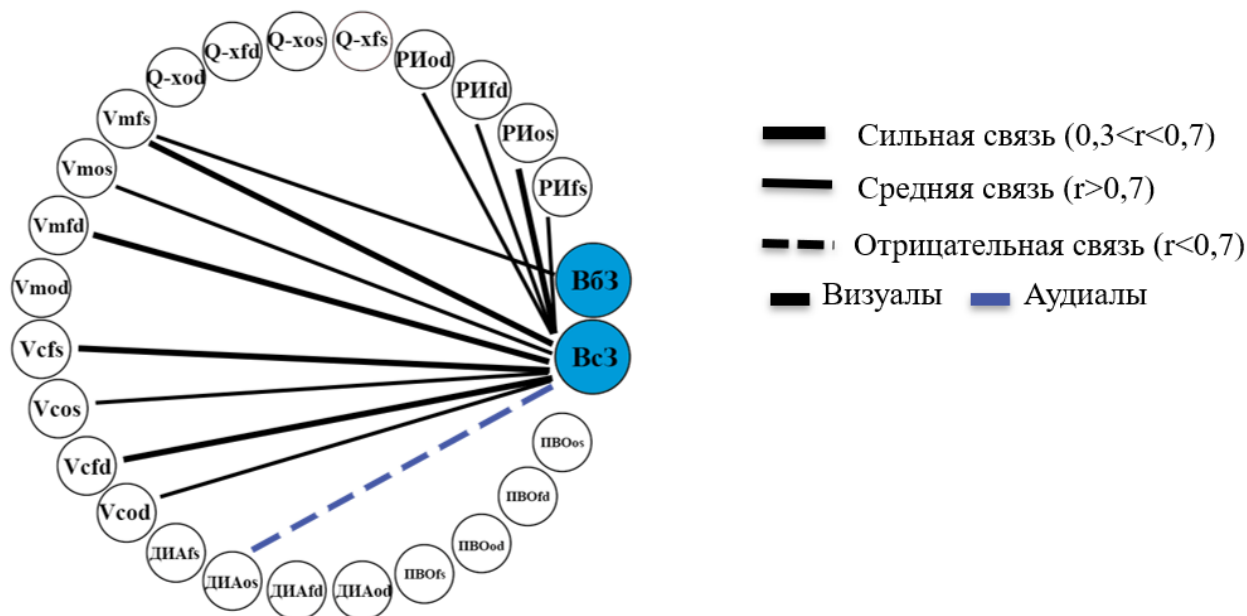 Q-xfs
Q-xos
Q-xfd
Q-xod
Vmfs
Vmos
Vmfd
Vmod
Vcfs
Vcos
Vcfd
Vcod
ДИАfs
ДИАos
ДИАfd
ДИАod
ПВОfs
ПВОod
ПВОfd
ПВОos
ВсЗ
ВбЗ
РИfs
РИos
РИfd
РИod
Сильная связь (0,3<r<0,7)
Средняя связь (r>0,7)
Отрицательная связь (r<0,7)
Визуалы Аудиалы